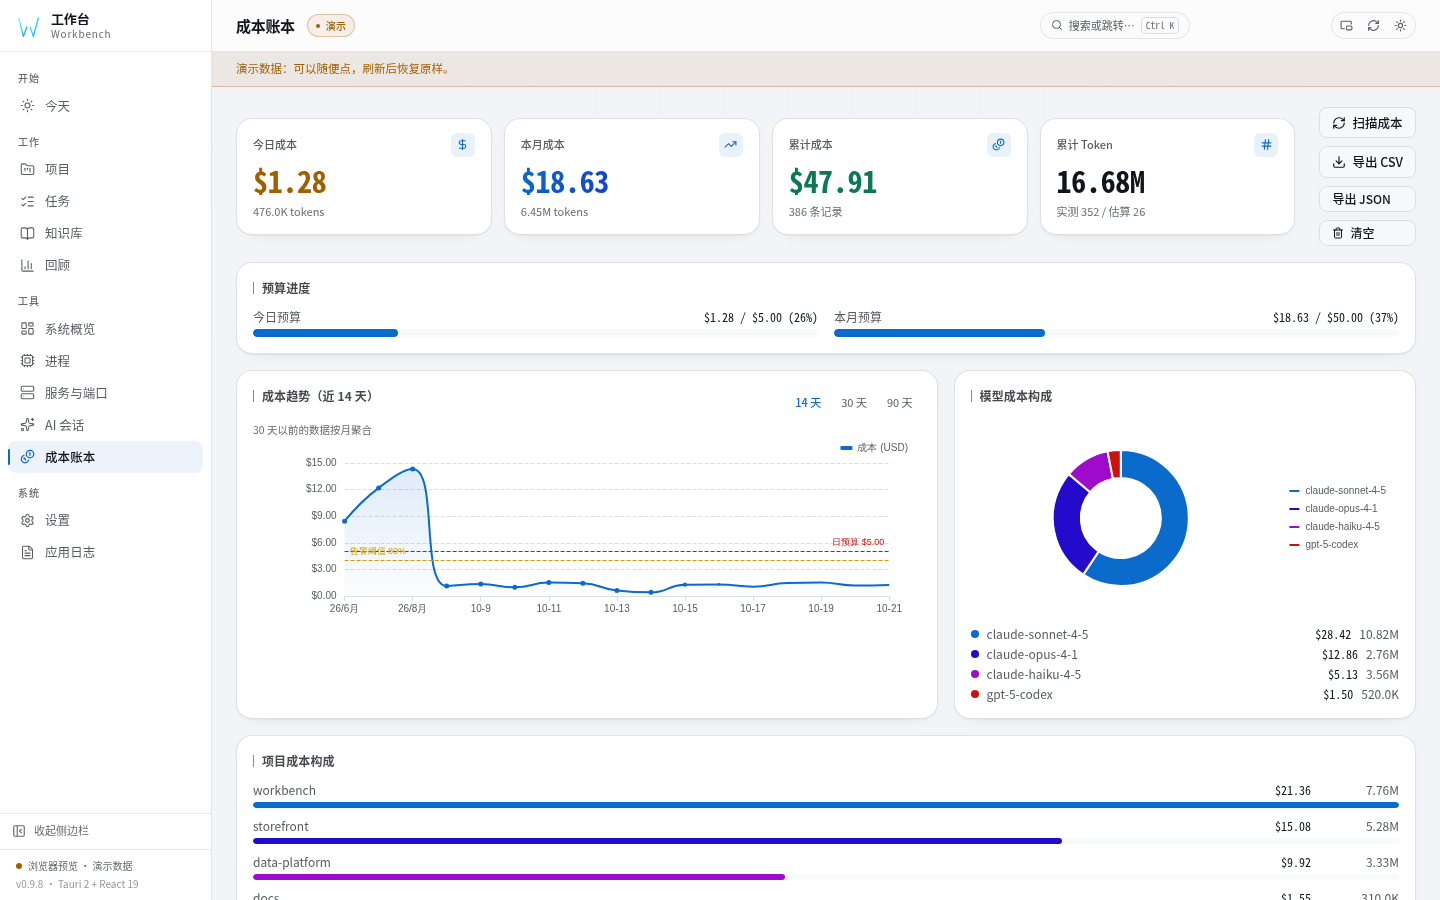 工作台
Workbench
开始
今天
工作
项目
任务
知识库
回顾
工具
系统概览
进程
服务与端口
AI 会话
成本账本
系统
设置
应用日志
收起侧边栏
浏览器预览 · 演示数据
v0.9.8 · Tauri 2 + React 19
成本账本
演示
搜索或跳转… Ctrl K
演示数据：可以随便点，刷新后恢复原样。
今日成本
$1.28
476.0K tokens
本月成本
$18.63
6.45M tokens
累计成本
$47.91
386 条记录
累计 Token
16.68M
实测 352 / 估算 26
扫描成本
导出 CSV
导出 JSON
清空
预算进度
今日预算 $1.28 / $5.00 (26%)
本月预算 $18.63 / $50.00 (37%)
成本趋势（近 14 天）
14 天 30 天 90 天
30 天以前的数据按月聚合
成本 (USD)
$15.00
$12.00
$9.00
$6.00
$3.00
$0.00
日预算 $5.00
告警阈值 80%
26/6月 26/8月 10-9 10-11 10-13 10-15 10-17 10-19 10-21
模型成本构成
claude-sonnet-4-5
claude-opus-4-1
claude-haiku-4-5
gpt-5-codex
claude-sonnet-4-5 $28.42 10.82M
claude-opus-4-1 $12.86 2.76M
claude-haiku-4-5 $5.13 3.56M
gpt-5-codex $1.50 520.0K
项目成本构成
workbench $21.36 7.76M
storefront $15.08 5.28M
data-platform $9.92 3.33M
docs $1.55 310.0K